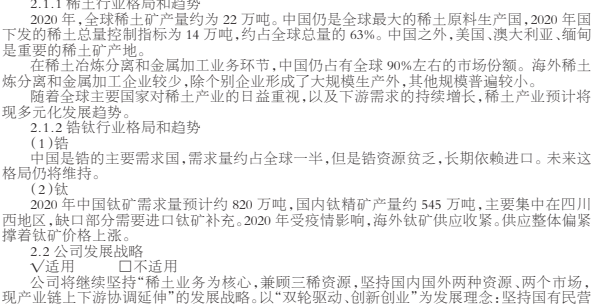 2.1.1 稀土行业格局和趋势
2020 年,全球稀土矿产量约为 22 万吨。中国仍是全球最大的稀土原料生产国,2020 年国
下发的稀土总量控制指标为 14 万吨,约占全球总量的 63%。中国之外,美国、澳大利亚、缅甸
是重要的稀土矿产地。
在稀土冶炼分离和金属加工业务环节,中国仍占有全球 90%左右的市场份额。海外稀土
炼分离和金属加工企业较少,除个别企业形成了大规模生产外,其他规模普遍较小。
随着全球主要国家对稀土产业的日益重视,以及下游需求的持续增长,稀土产业预计将
现多元化发展趋势。
2.1.2 锆钛行业格局和趋势
(1)锆
中国是锆的主要需求国,需求量约占全球一半,但是锆资源贫乏,长期依赖进口。未来这
格局仍将维持。
(2)钛
2020 年中国钛矿需求量预计约 820 万吨,国内钛精矿产量约 545 万吨,主要集中在四川
西地区,缺口部分需要进口钛矿补充。2020 年受疫情影响,海外钛矿供应收紧。供应整体偏紧
撑着钛矿价格上涨。
2.2 公司发展战略
√适用 □不适用
公司将继续坚持“稀土业务为核心，兼顾三稀资源,坚持国内国外两种资源、两个市场,
现产业链上下游协调延伸”的发展战略。以“双轮驱动、创新创业”为发展理念:坚持国有民营